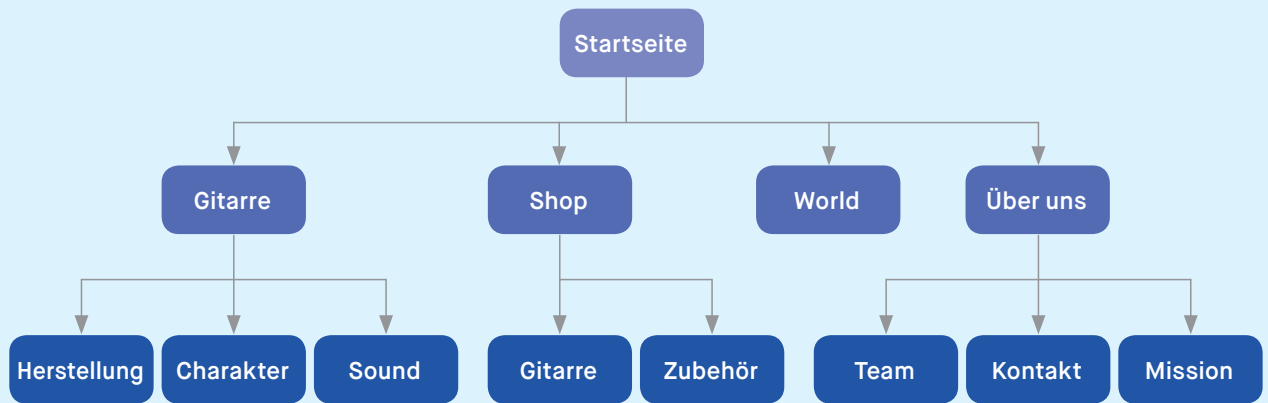 Startseite
Gitarre
Shop
World
Über uns
Herstellung
Charakter
Sound
Gitarre
Zubehör
Team
Kontakt
Mission